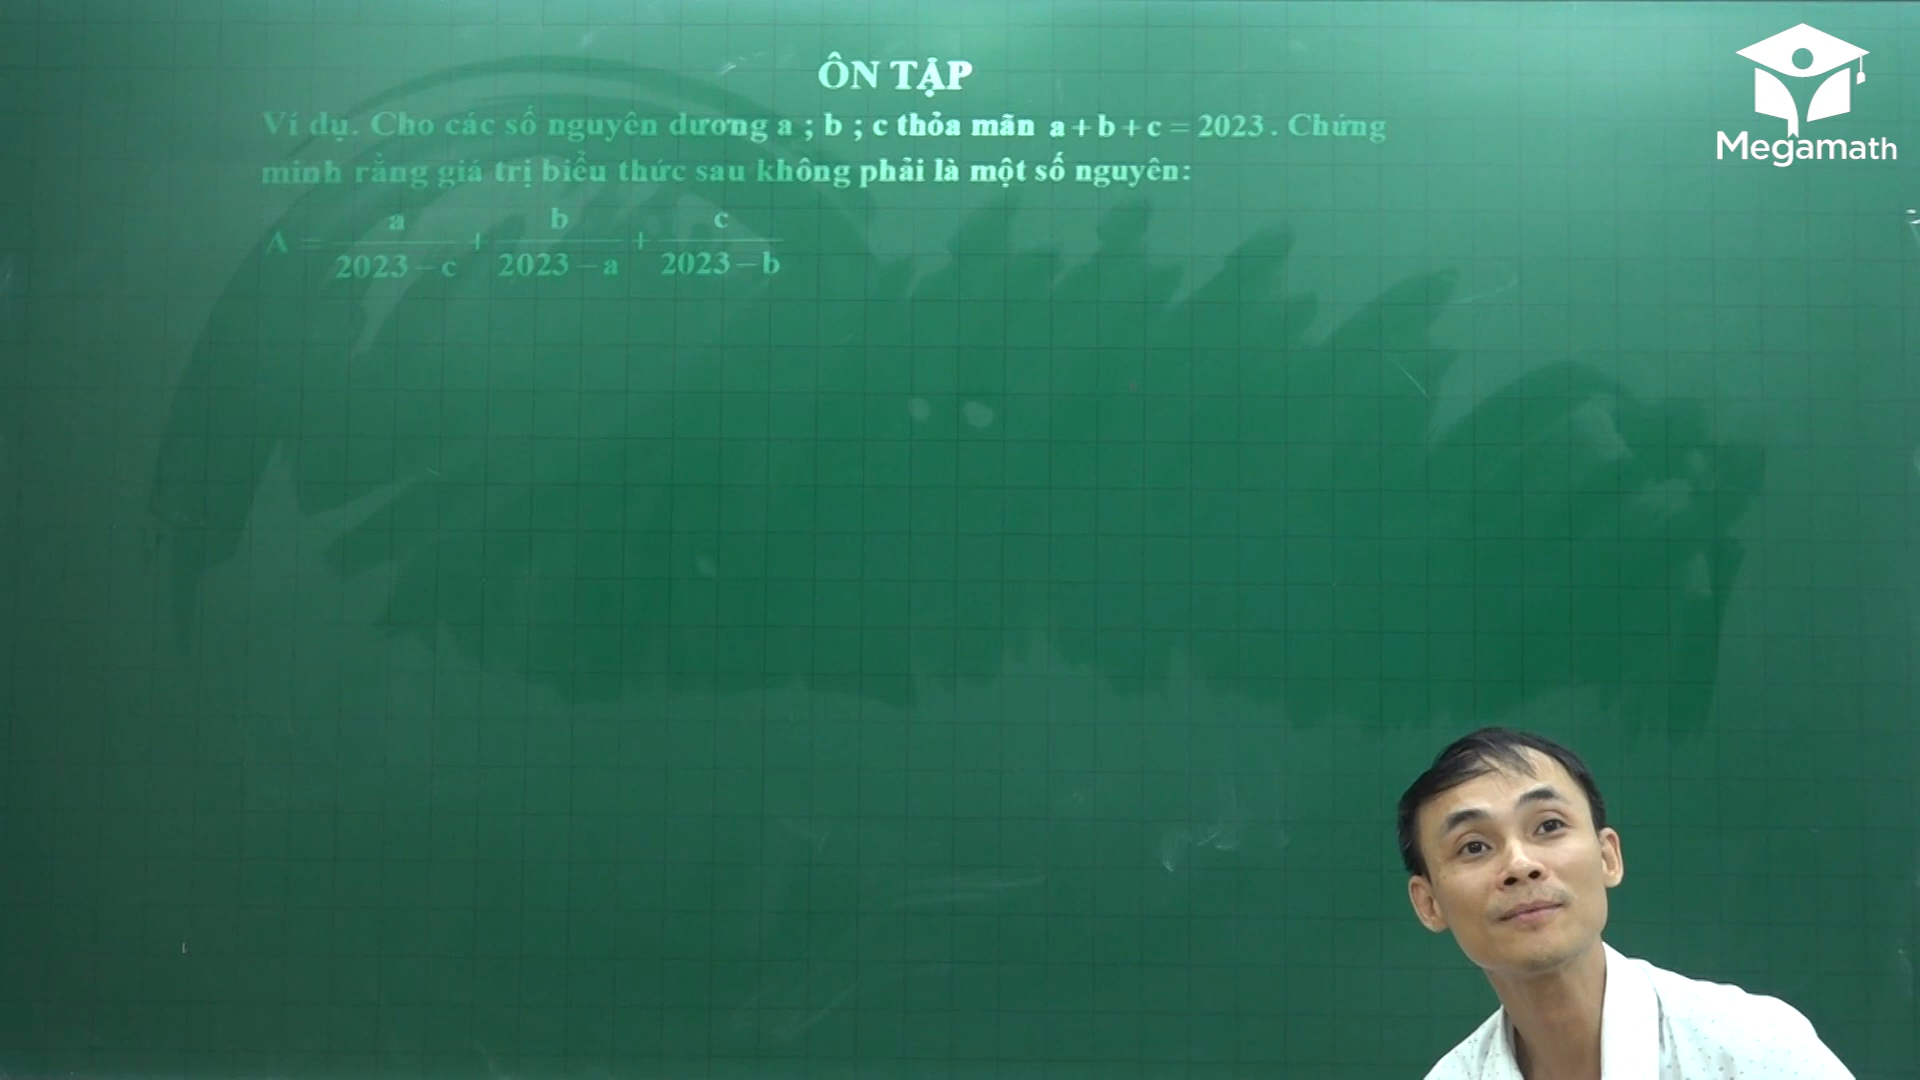 ÔN TẬP
Megamath
Ví dụ. Cho các số nguyên dương a ; b ; c thỏa mãn a + b + c = 2023. Chứng
minh rằng giá trị biểu thức sau không phải là một số nguyên:
A = a/(2023 – c) + b/(2023 – a) + c/(2023 – b)